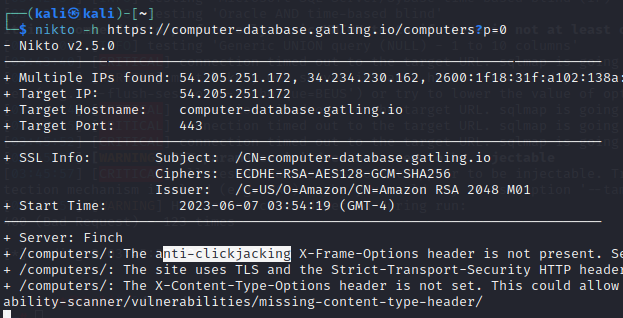 (kali㉿kali)-[~]
$ nikto -h https://computer-database.gatling.io/computers?p=0
- Nikto v2.5.0
+ Multiple IPs found: 54.205.251.172, 34.234.230.162, 2600:1f18:31f:a102:138a:
+ Target IP: 54.205.251.172
+ Target Hostname: computer-database.gatling.io
+ Target Port: 443
+ SSL Info: Subject: /CN=computer-database.gatling.io
Ciphers: ECDHE-RSA-AES128-GCM-SHA256
Issuer: /C=US/O=Amazon/CN=Amazon RSA 2048 M01
+ Start Time: 2023-06-07 03:54:19 (GMT-4)
+ Server: Finch
+ /computers/: The anti-clickjacking X-Frame-Options header is not present. Se
+ /computers/: The site uses TLS and the Strict-Transport-Security HTTP header
+ /computers/: The X-Content-Type-Options header is not set. This could allow
ability-scanner/vulnerabilities/missing-content-type-header/